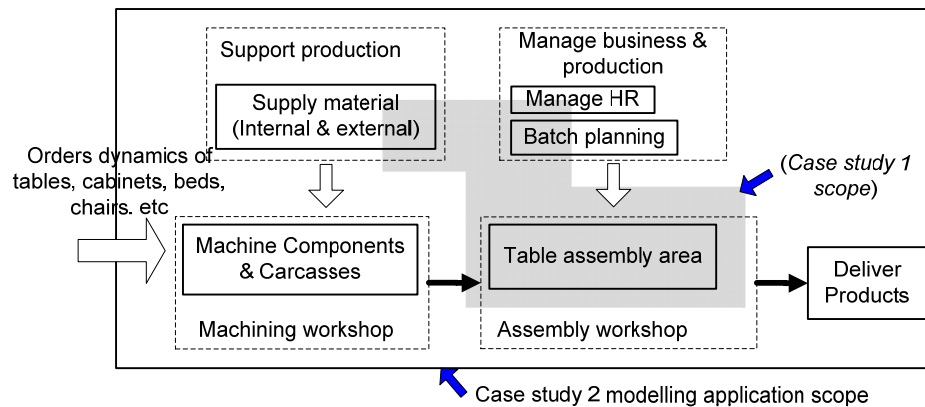 Support production
Supply material
(Internal & external)
Manage business &
production
Manage HR
Batch planning
Orders dynamics of
tables, cabinets, beds,
chairs. etc
(Case study 1
scope)
Machine Components
& Carcasses
Machining workshop
Table assembly area
Assembly workshop
Deliver
Products
Case study 2 modelling application scope